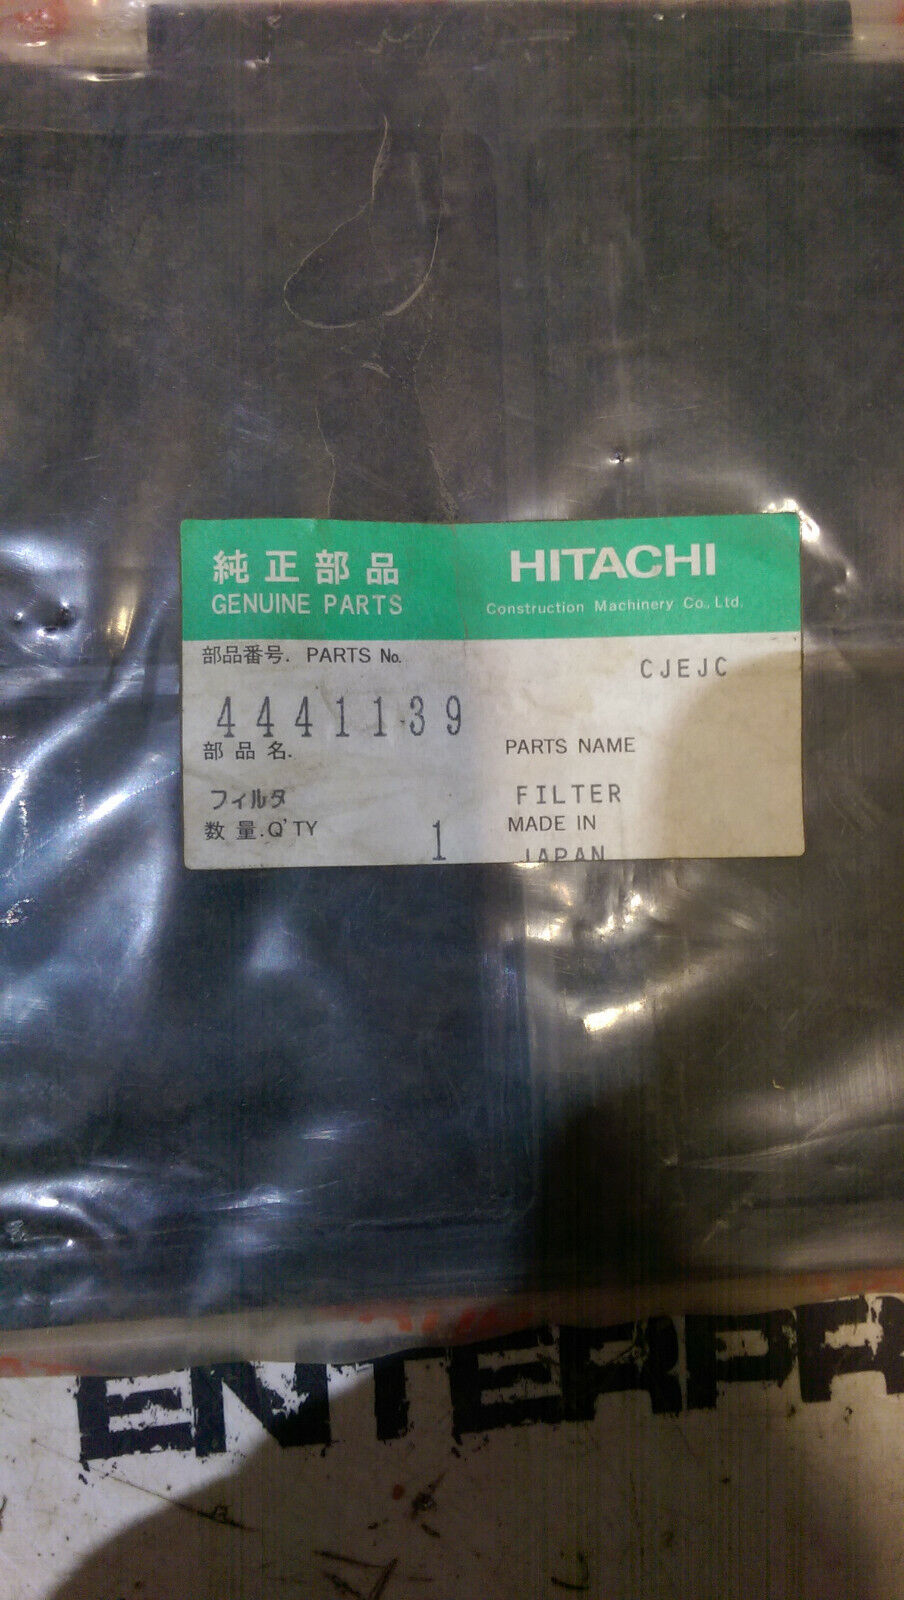 純正部品 HITACHI
GENUINE PARTS Construction Machinery Co., Ltd.
部品番号. PARTS No. CJEJC
4441139
部品名. PARTS NAME
フィルタ FILTER
数量.Q'TY 1 MADE IN
JAPAN
ENTERPR